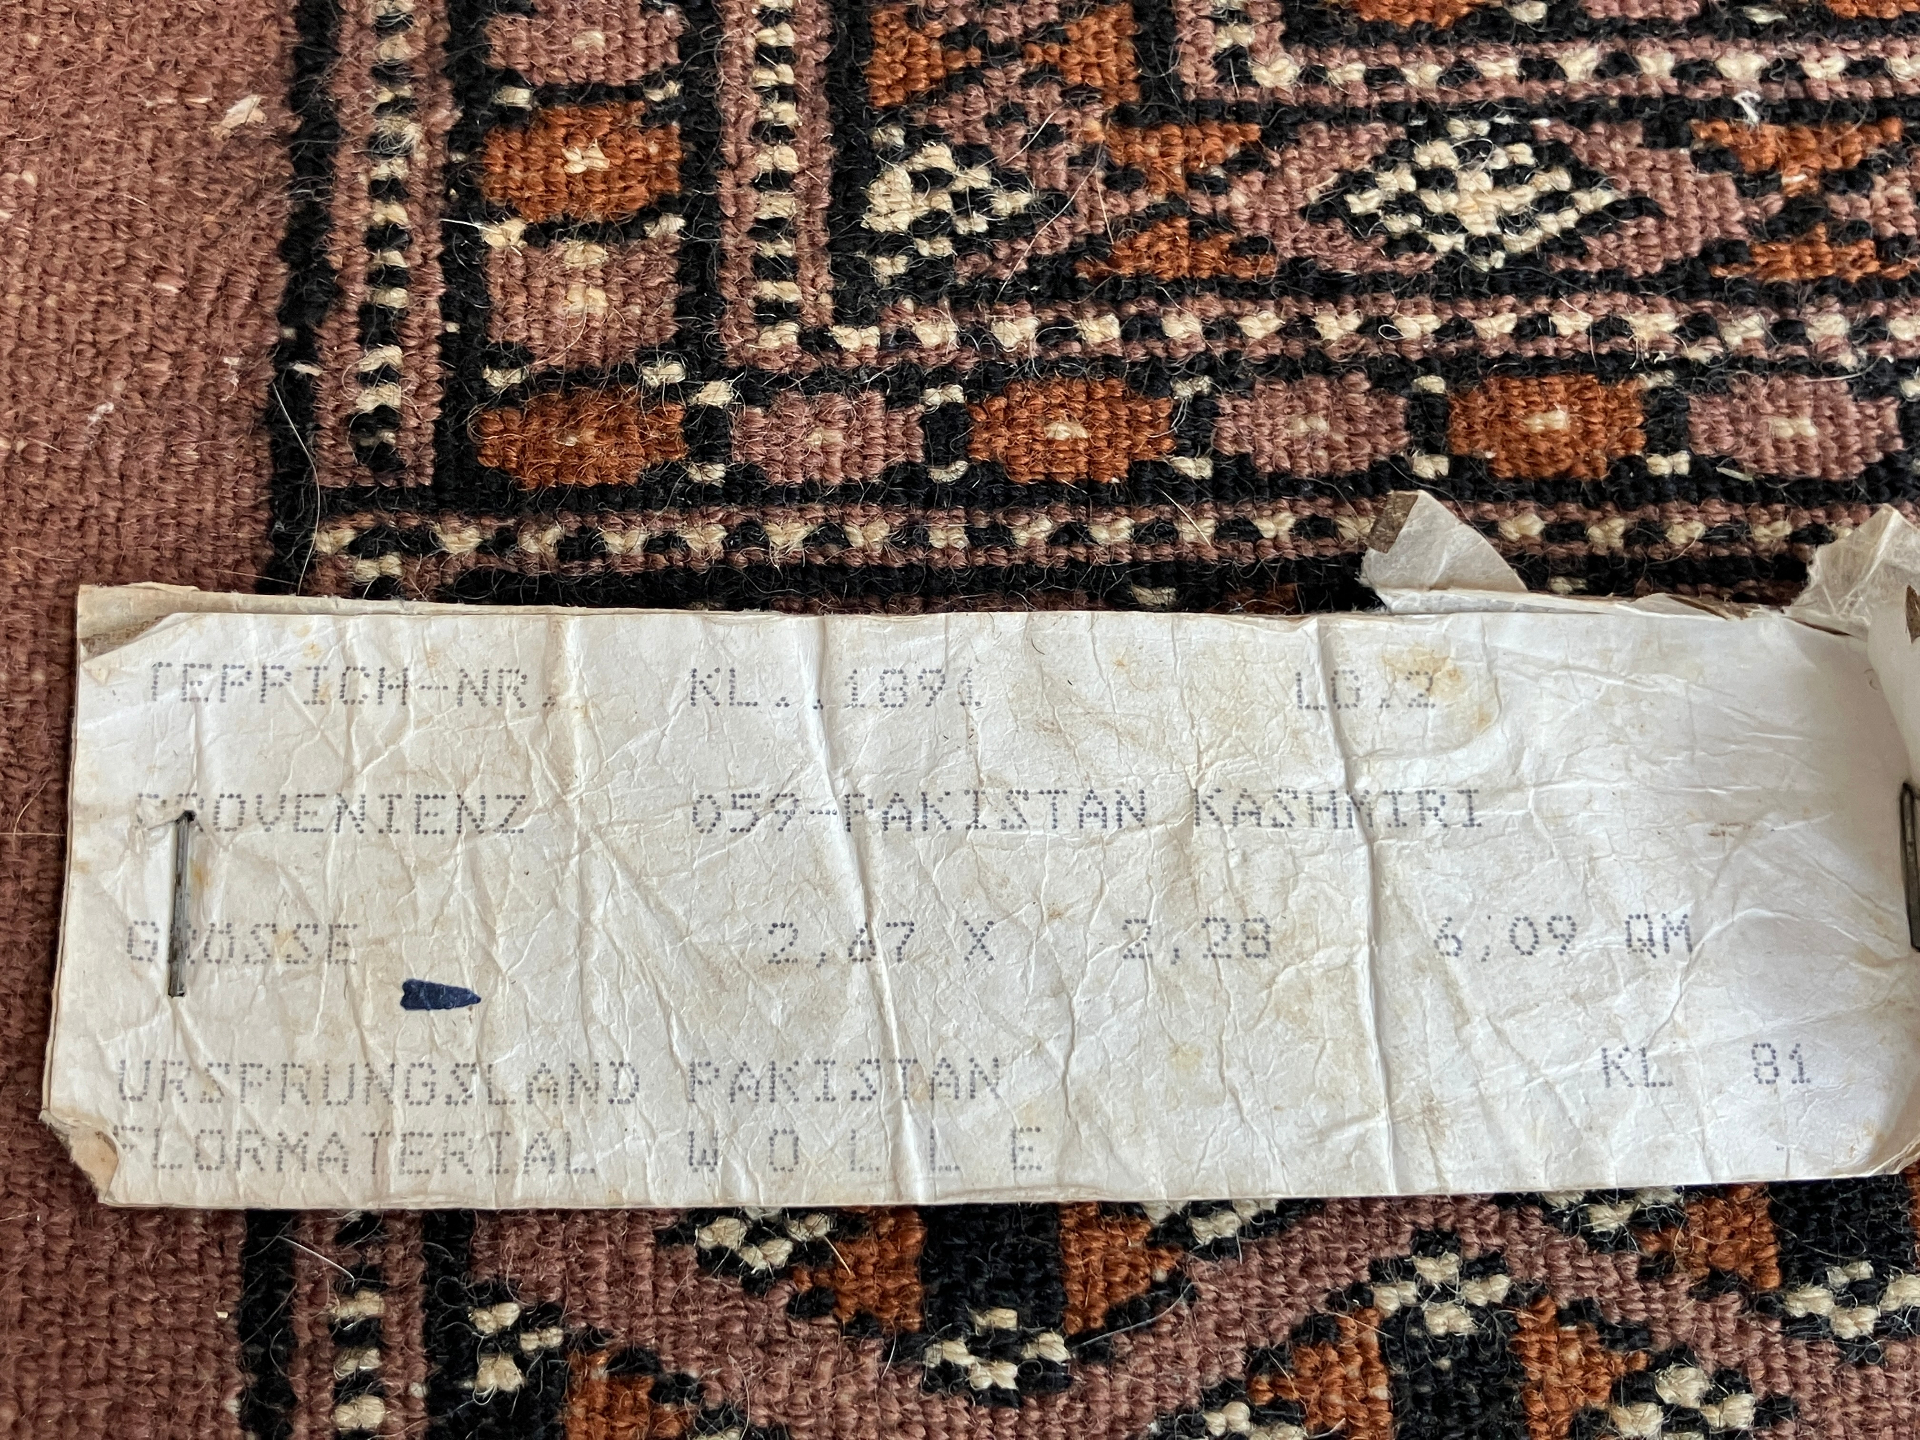 TEPPICH-NR. KL..1891 LG.2
PROVENIENZ 059-PAKISTAN KASHMIRI
GROSSE 2,67 X 2,28 6,09 QM
URSPRUNGSLAND PAKISTAN KL 81
FLORMATERIAL W O L L E